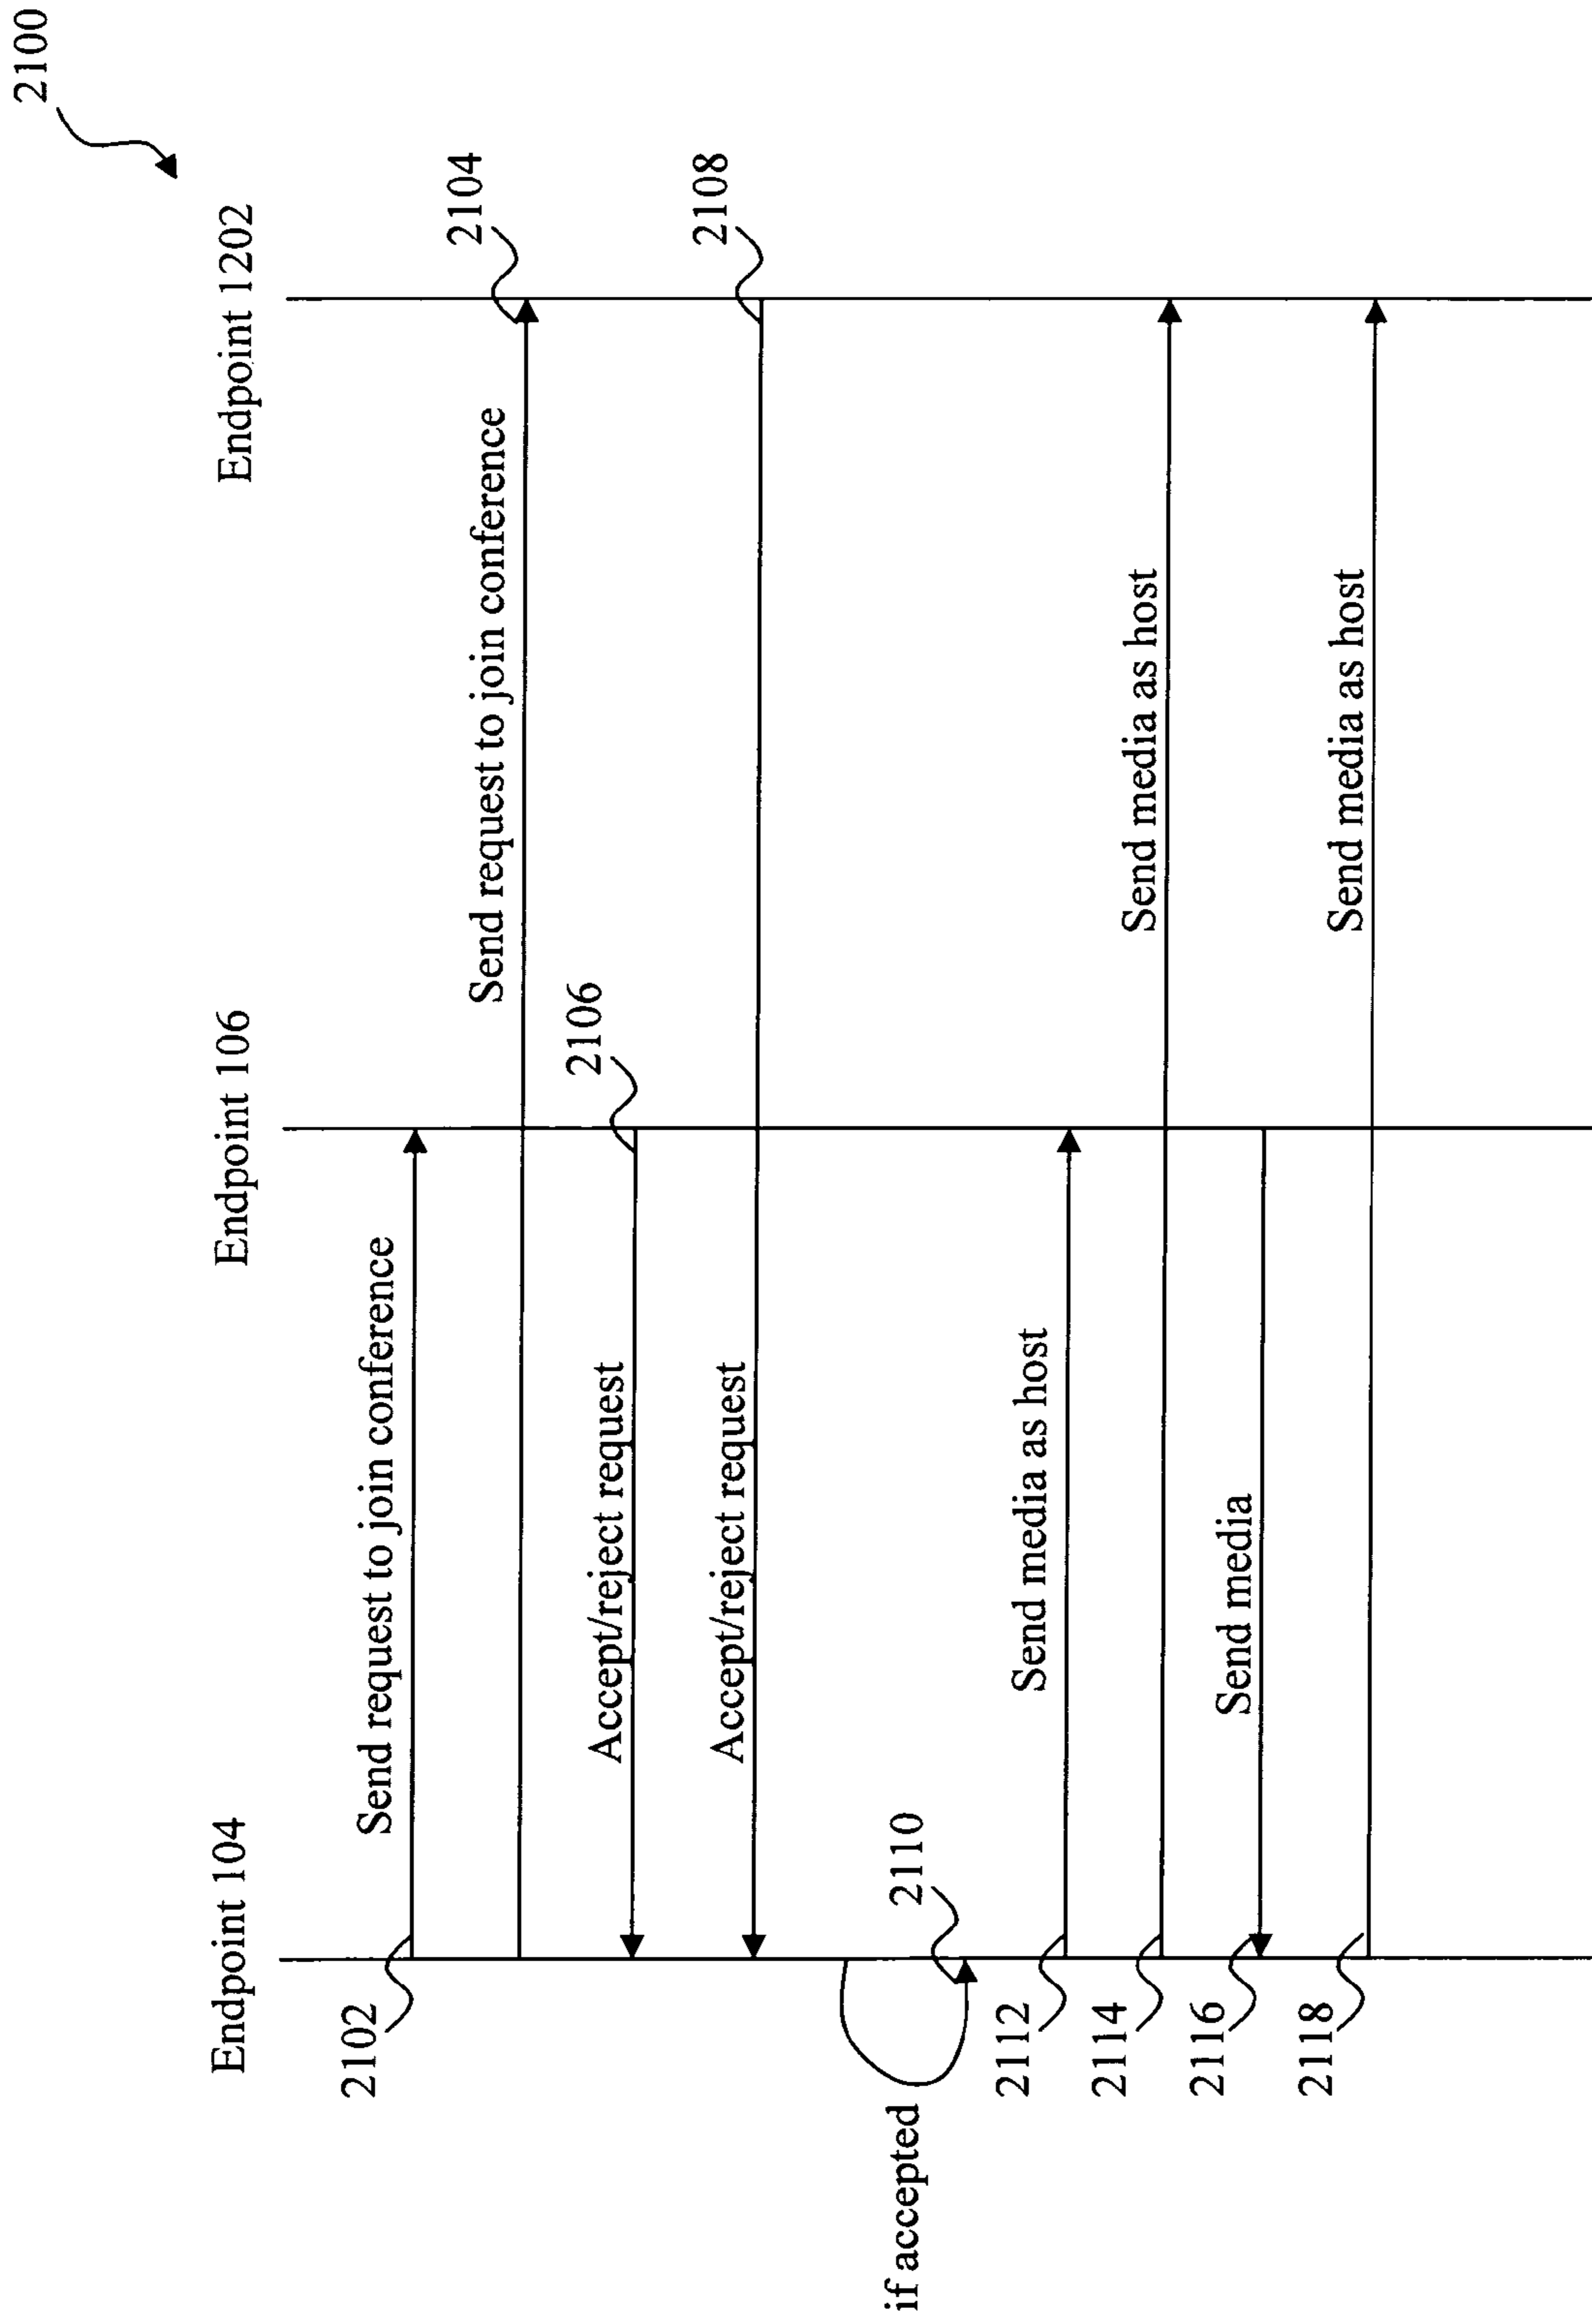 2100
Endpoint 104
Endpoint 106
Endpoint 1202
2102
Send request to join conference
2104
Send request to join conference
2106
Accept/reject request
2108
Accept/reject request
if accepted
2110
2112
Send media as host
2114
Send media as host
2116
Send media
2118
Send media as host